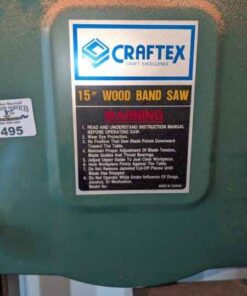 CRAFTEX
CRAFT EXCELLENCE
15" WOOD BAND SAW
WARNING
1. READ AND UNDERSTAND INSTRUCTION MANUAL
BEFORE OPERATING SAW.
2. Wear Eye Protection.
3. Be Positive That Saw Blade Points Downward
Toward The Table.
4. Maintain Proper Adjustment Of Blade Tension,
Blade Guides And Thrust Bearings.
5. Adjust Upper Guide To Just Clear Workpiece.
6. Hold Workpiece Firmly Against The Table.
7. Do Not Remove Jammed Cut-Off Pieces Until
Blade Has Stopped.
8. Do Not Operate While Under Influence Of Drugs,
Alcohol, Or Medication.
Model No:
MADE IN TAIWAN
495